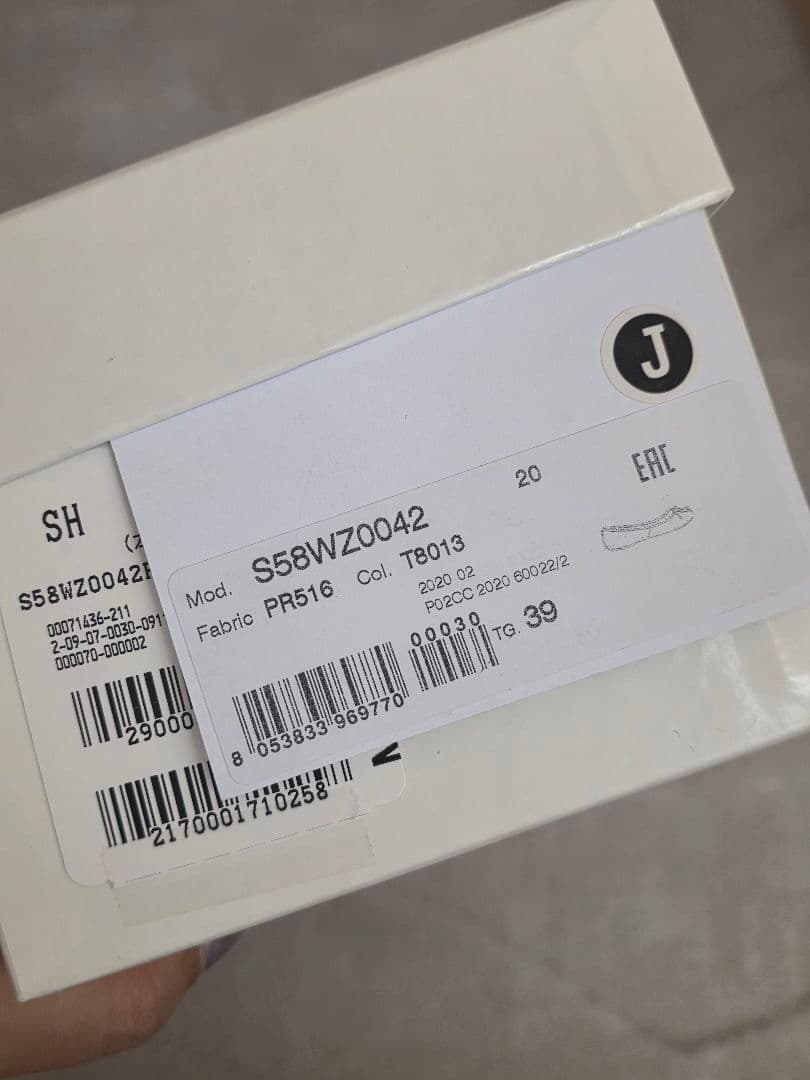 J
20
EAC
Mod. S58WZ0042
Fabric PR516 Col. T8013
2020 02
P02CC 2020 60022/2
00030
TG. 39
8 053833 969770
SH
S58WZ0042
00071436-211
2-09-07-0030-091
000070-000002
29000
2170001710258